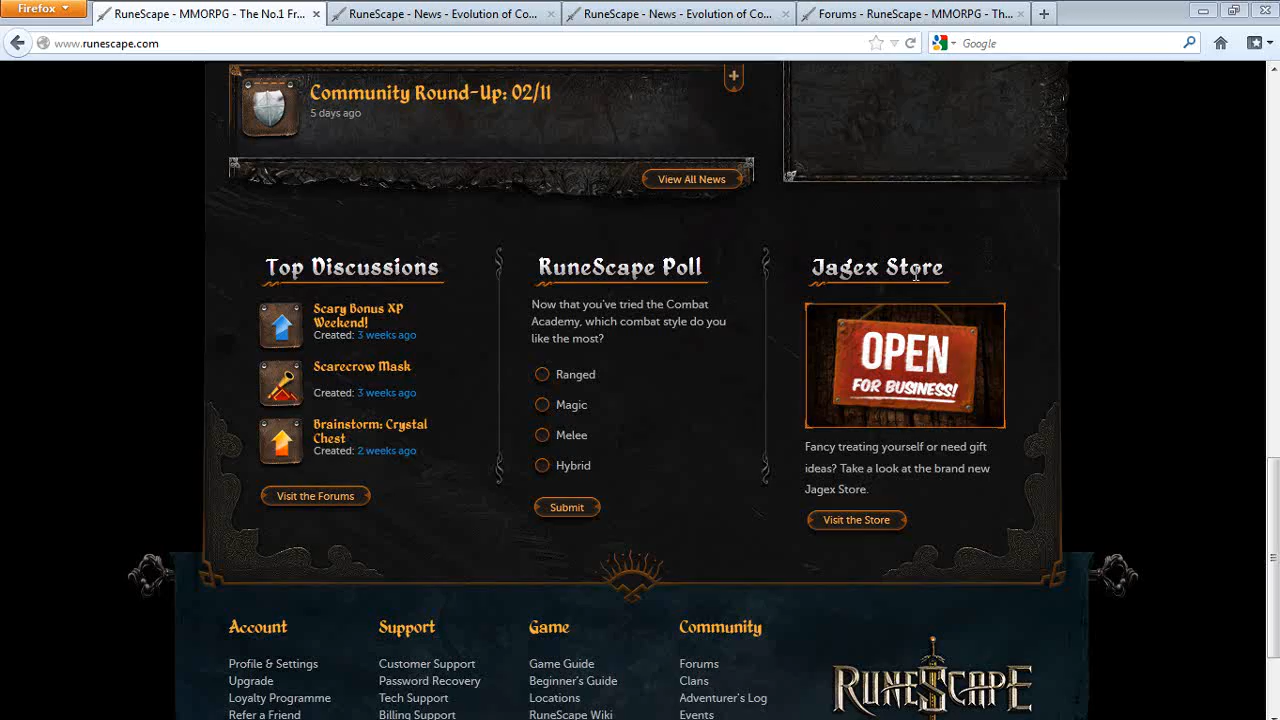 Firefox
RuneScape - MMORPG - The No.1 Fr...
RuneScape - News - Evolution of Co...
RuneScape - News - Evolution of Co...
Forums - RuneScape - MMORPG - Th...
www.runescape.com
Google
Community Round-Up: 02/11
5 days ago
View All News
Top Discussions
Scary Bonus XP
Weekend!
Created: 3 weeks ago
Scarecrow Mask
Created: 3 weeks ago
Brainstorm: Crystal
Chest
Created: 2 weeks ago
Visit the Forums
RuneScape Poll
Now that you've tried the Combat
Academy, which combat style do you
like the most?
Ranged
Magic
Melee
Hybrid
Submit
Jagex Store
OPEN
FOR BUSINESS!
Fancy treating yourself or need gift
ideas? Take a look at the brand new
Jagex Store.
Visit the Store
Account
Profile & Settings
Upgrade
Loyalty Programme
Refer a Friend
Support
Customer Support
Password Recovery
Tech Support
Billing Support
Game
Game Guide
Beginner's Guide
Locations
RuneScape Wiki
Community
Forums
Clans
Adventurer's Log
Events
RUNESCAPE